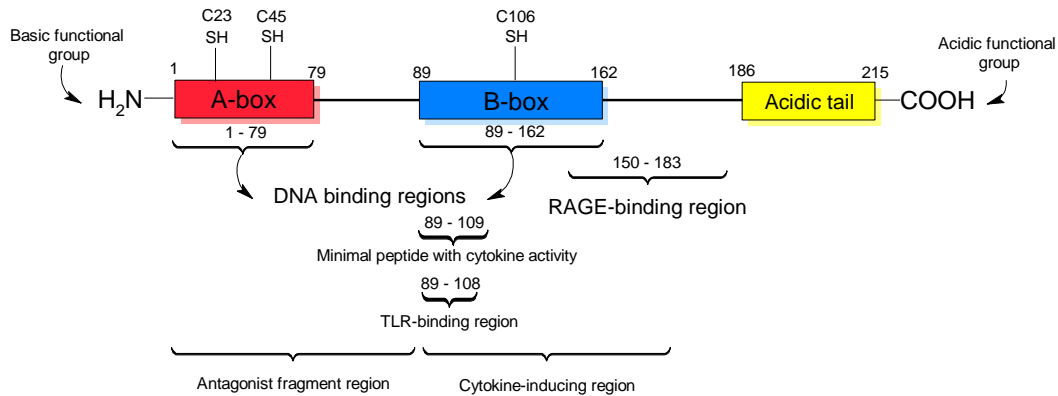 C23
SH
C45
SH
C106
SH
Basic functional
group
Acidic functional
group
1
79
89
162
186
215
H₂N
A-box
B-box
Acidic tail
COOH
1 - 79
89 - 162
150 - 183
DNA binding regions
RAGE-binding region
89 - 109
Minimal peptide with cytokine activity
89 - 108
TLR-binding region
Antagonist fragment region
Cytokine-inducing region